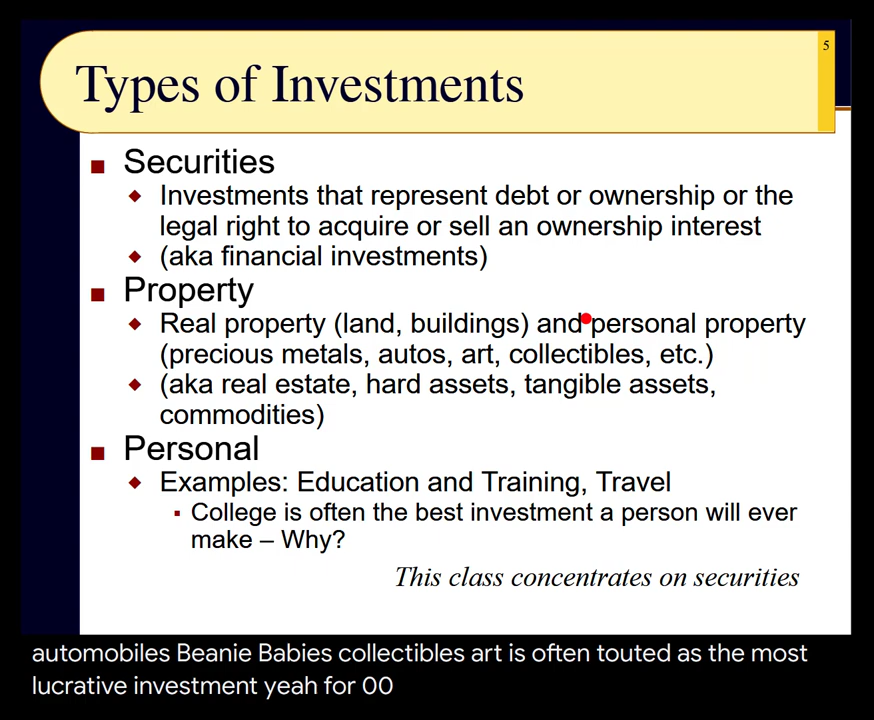 5
Types of Investments
Securities
Investments that represent debt or ownership or the
legal right to acquire or sell an ownership interest
(aka financial investments)
Property
Real property (land, buildings) and personal property
(precious metals, autos, art, collectibles, etc.)
(aka real estate, hard assets, tangible assets,
commodities)
Personal
Examples: Education and Training, Travel
College is often the best investment a person will ever
make – Why?
This class concentrates on securities
automobiles Beanie Babies collectibles art is often touted as the most
lucrative investment yeah for 00